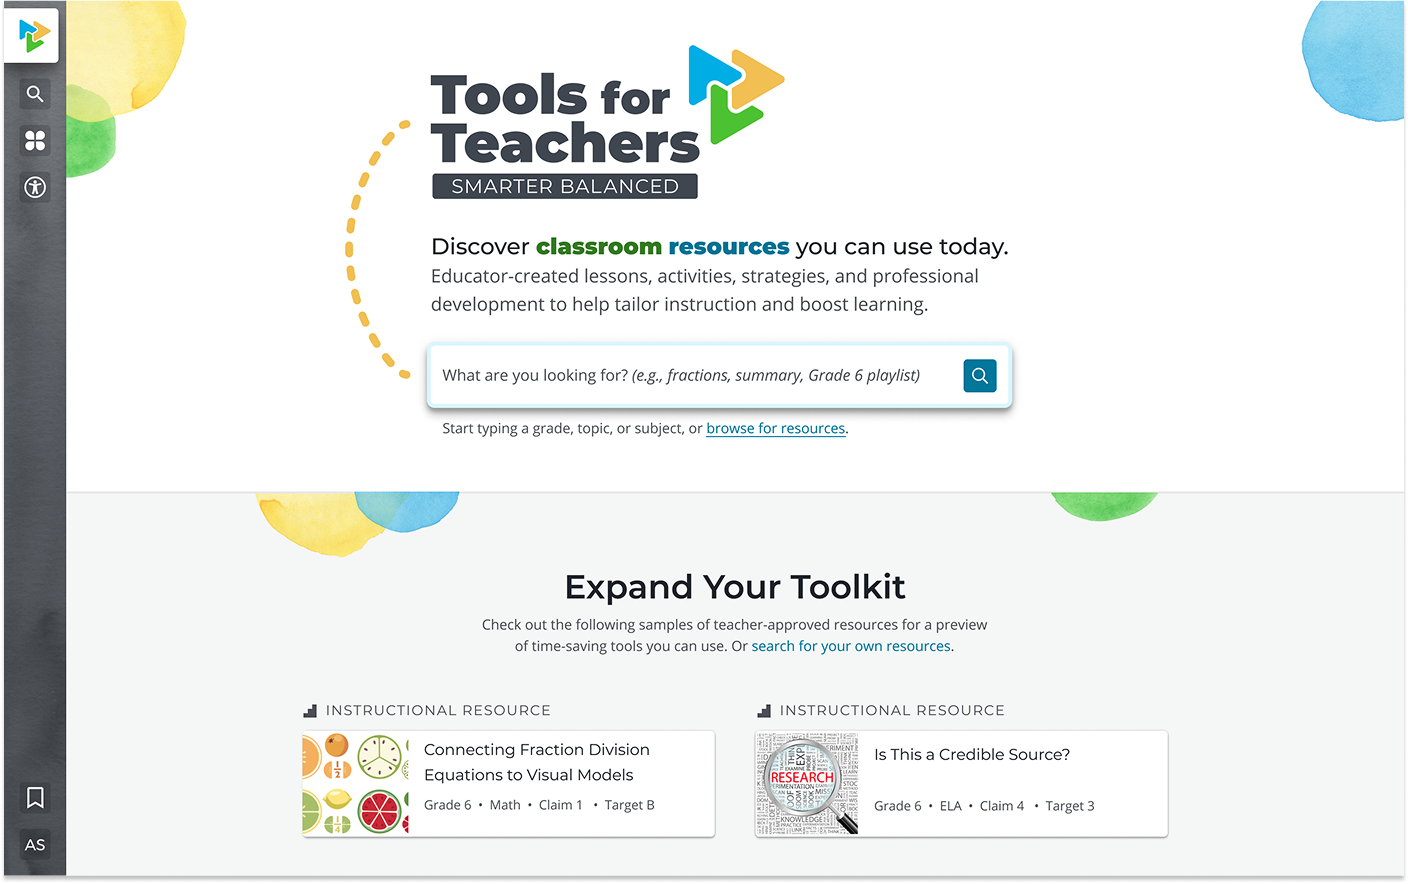 Tools for
Teachers
SMARTER BALANCED
Discover classroom resources you can use today.
Educator-created lessons, activities, strategies, and professional
development to help tailor instruction and boost learning.
What are you looking for? (e.g., fractions, summary, Grade 6 playlist)
Start typing a grade, topic, or subject, or browse for resources.
Expand Your Toolkit
Check out the following samples of teacher-approved resources for a preview
of time-saving tools you can use. Or search for your own resources.
INSTRUCTIONAL RESOURCE
1/2
1/4
Connecting Fraction Division
Equations to Visual Models
Grade 6 • Math • Claim 1 • Target B
INSTRUCTIONAL RESOURCE
RESEARCH
KNOWLEDGE
Is This a Credible Source?
Grade 6 • ELA • Claim 4 • Target 3
AS